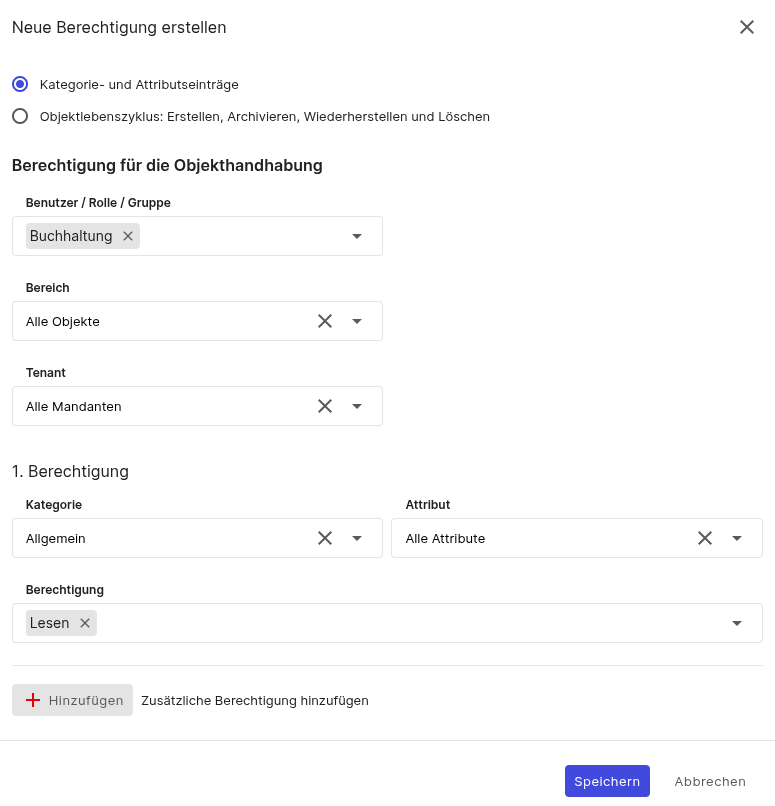 Neue Berechtigung erstellen
Kategorie- und Attributseinträge
Objektlebenszyklus: Erstellen, Archivieren, Wiederherstellen und Löschen
Berechtigung für die Objekthandhabung
Benutzer / Rolle / Gruppe
Buchhaltung
Bereich
Alle Objekte
Tenant
Alle Mandanten
1. Berechtigung
Kategorie
Attribut
Allgemein
Alle Attribute
Berechtigung
Lesen
Hinzufügen Zusätzliche Berechtigung hinzufügen
Speichern Abbrechen